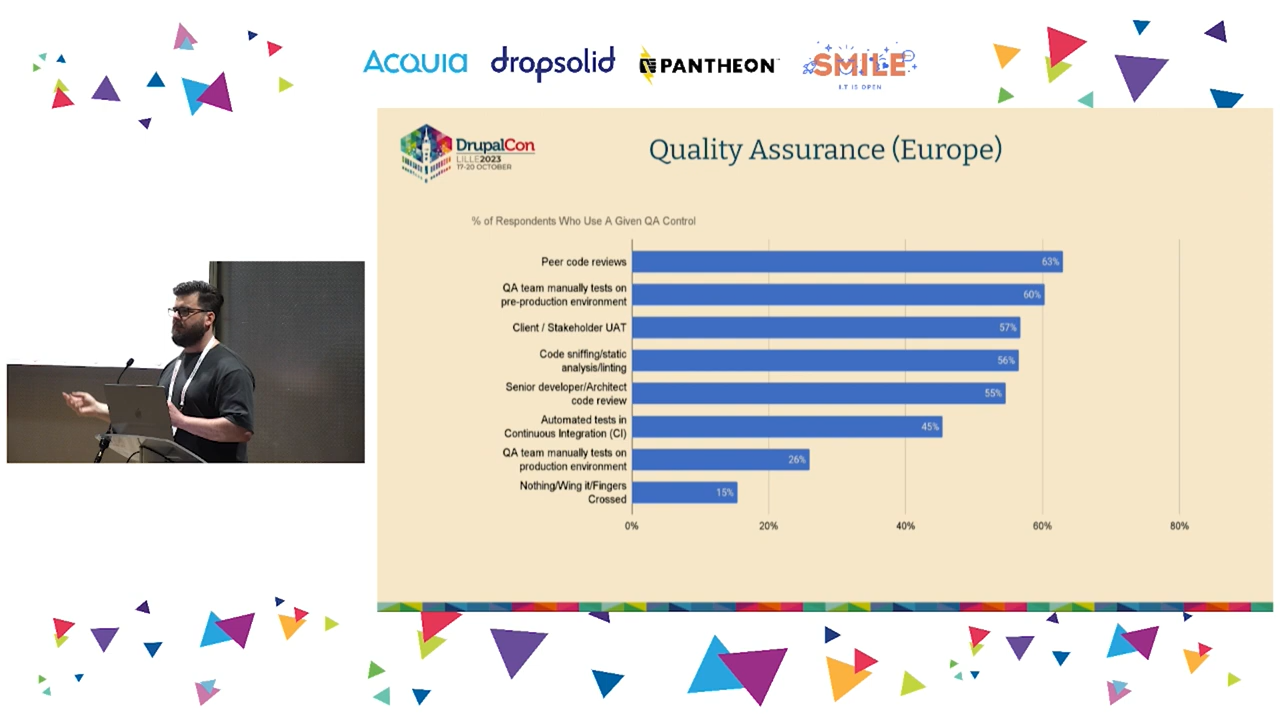 Acquia dropsolid PANTHEON SMILE
I.T IS OPEN
DrupalCon
LILLE2023
17-20 OCTOBER
Quality Assurance (Europe)
% of Respondents Who Use A Given QA Control
Peer code reviews 63%
QA team manually tests on
pre-production environment 60%
Client / Stakeholder UAT 57%
Code sniffing/static
analysis/linting 56%
Senior developer/Architect
code review 55%
Automated tests in
Continuous Integration (CI) 45%
QA team manually tests on
production environment 26%
Nothing/Wing it/Fingers
Crossed 15%
0% 20% 40% 60% 80%